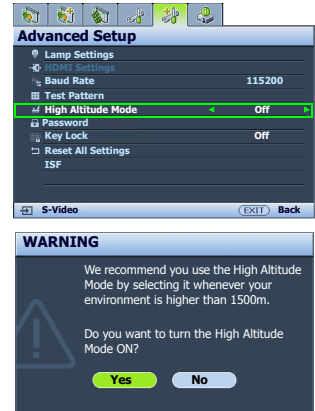 Advanced Setup
Lamp Settings
HDMI Settings
Baud Rate 115200
Test Pattern
High Altitude Mode Off
Password
Key Lock Off
Reset All Settings
ISF
S-Video EXIT Back
WARNING
We recommend you use the High Altitude
Mode by selecting it whenever your
environment is higher than 1500m.
Do you want to turn the High Altitude
Mode ON?
Yes No